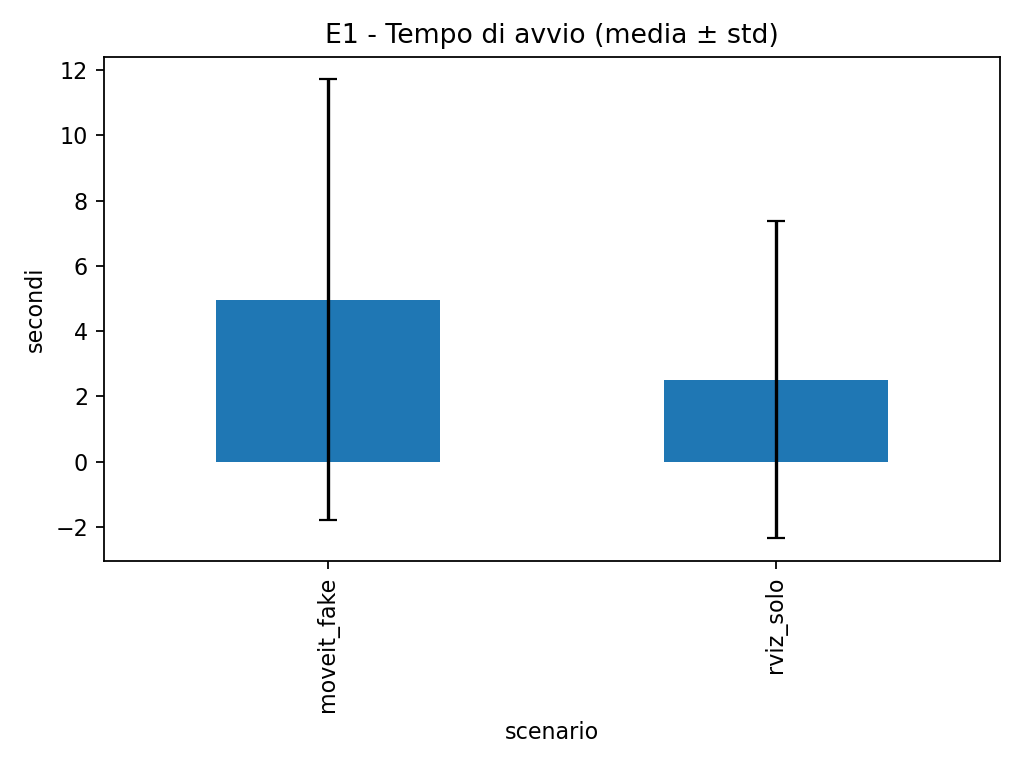 E1 - Tempo di avvio (media ± std)
12
10
8
6
4
2
0
−2
secondi
moveit_fake
rviz_solo
scenario